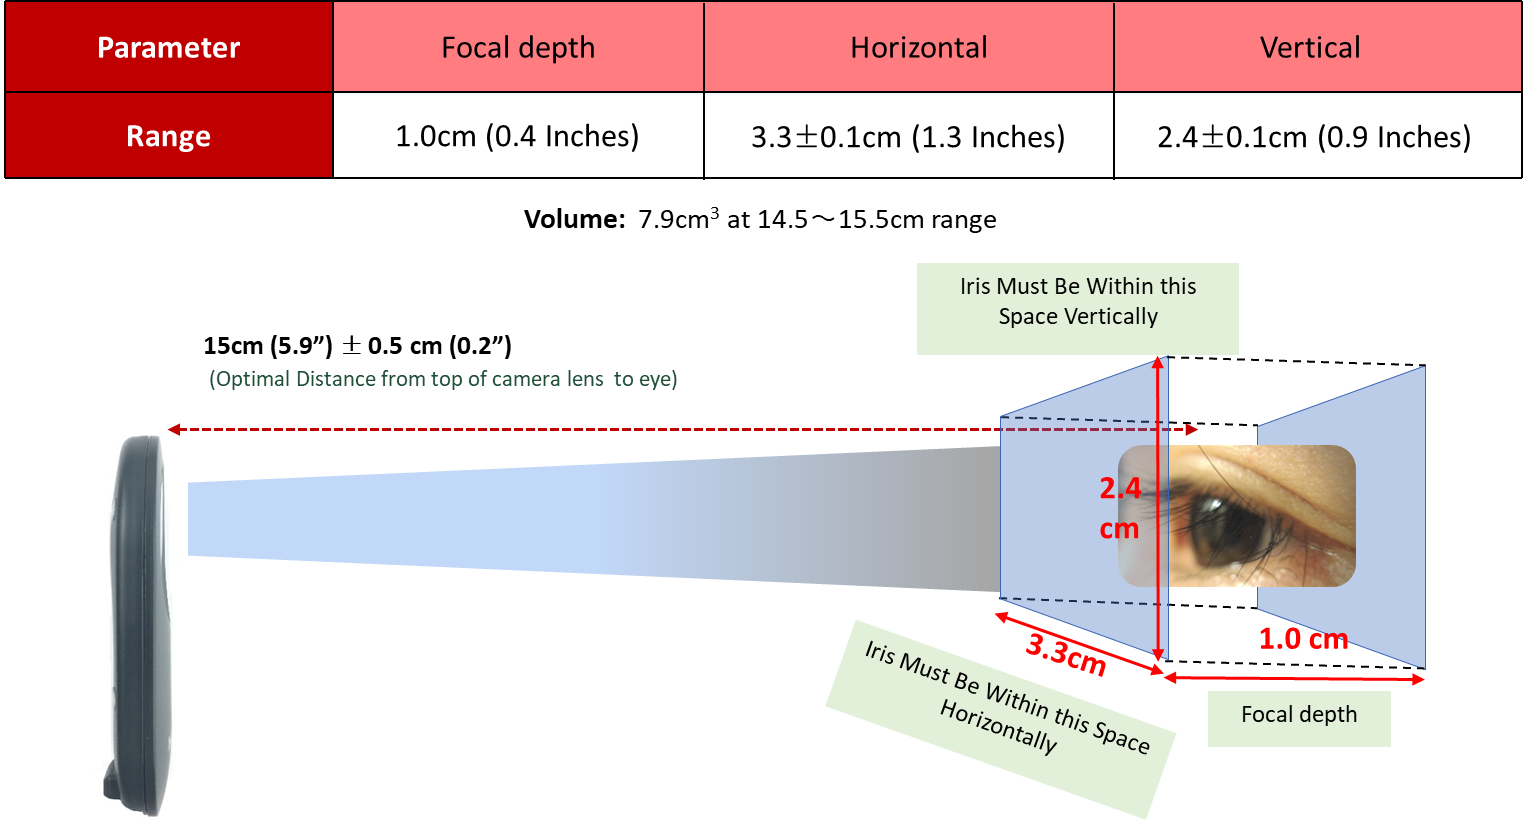 Parameter Focal depth Horizontal Vertical
Range 1.0cm (0.4 Inches) 3.3±0.1cm (1.3 Inches) 2.4±0.1cm (0.9 Inches)
Volume: 7.9cm³ at 14.5～15.5cm range
Iris Must Be Within this
Space Vertically
15cm (5.9”) ± 0.5 cm (0.2”)
(Optimal Distance from top of camera lens to eye)
2.4
cm
3.3cm
1.0 cm
Iris Must Be Within this Space
Horizontally
Focal depth